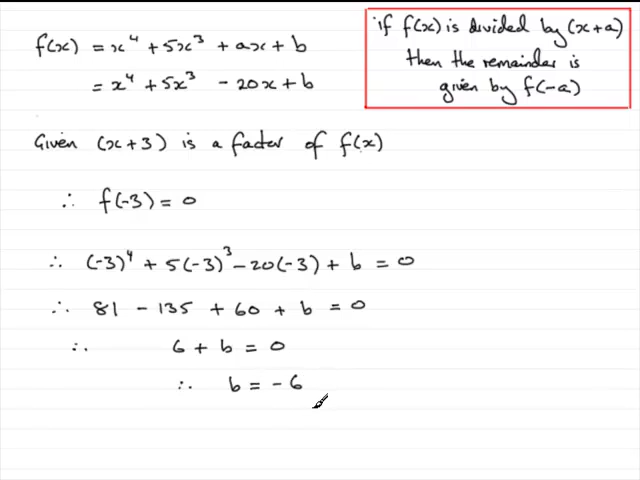 f(x) = x⁴ + 5x³ + ax + b
= x⁴ + 5x³ - 20x + b
if f(x) is divided by (x+a)
then the remainder is
given by f(-a)
Given (x+3) is a factor of f(x)
∴ f(-3) = 0
∴ (-3)⁴ + 5(-3)³ - 20(-3) + b = 0
∴ 81 - 135 + 60 + b = 0
∴ 6 + b = 0
∴ b = -6